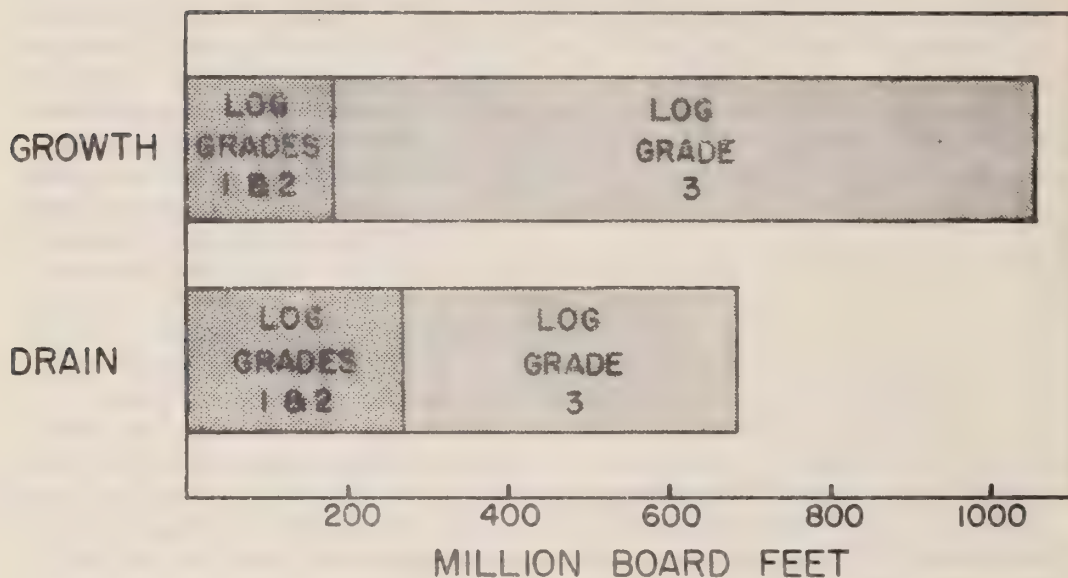 GROWTH
LOG
GRADES
1 & 2
LOG
GRADE
3
DRAIN
LOG
GRADES
1 & 2
LOG
GRADE
3
200 400 600 800 1000
MILLION BOARD FEET